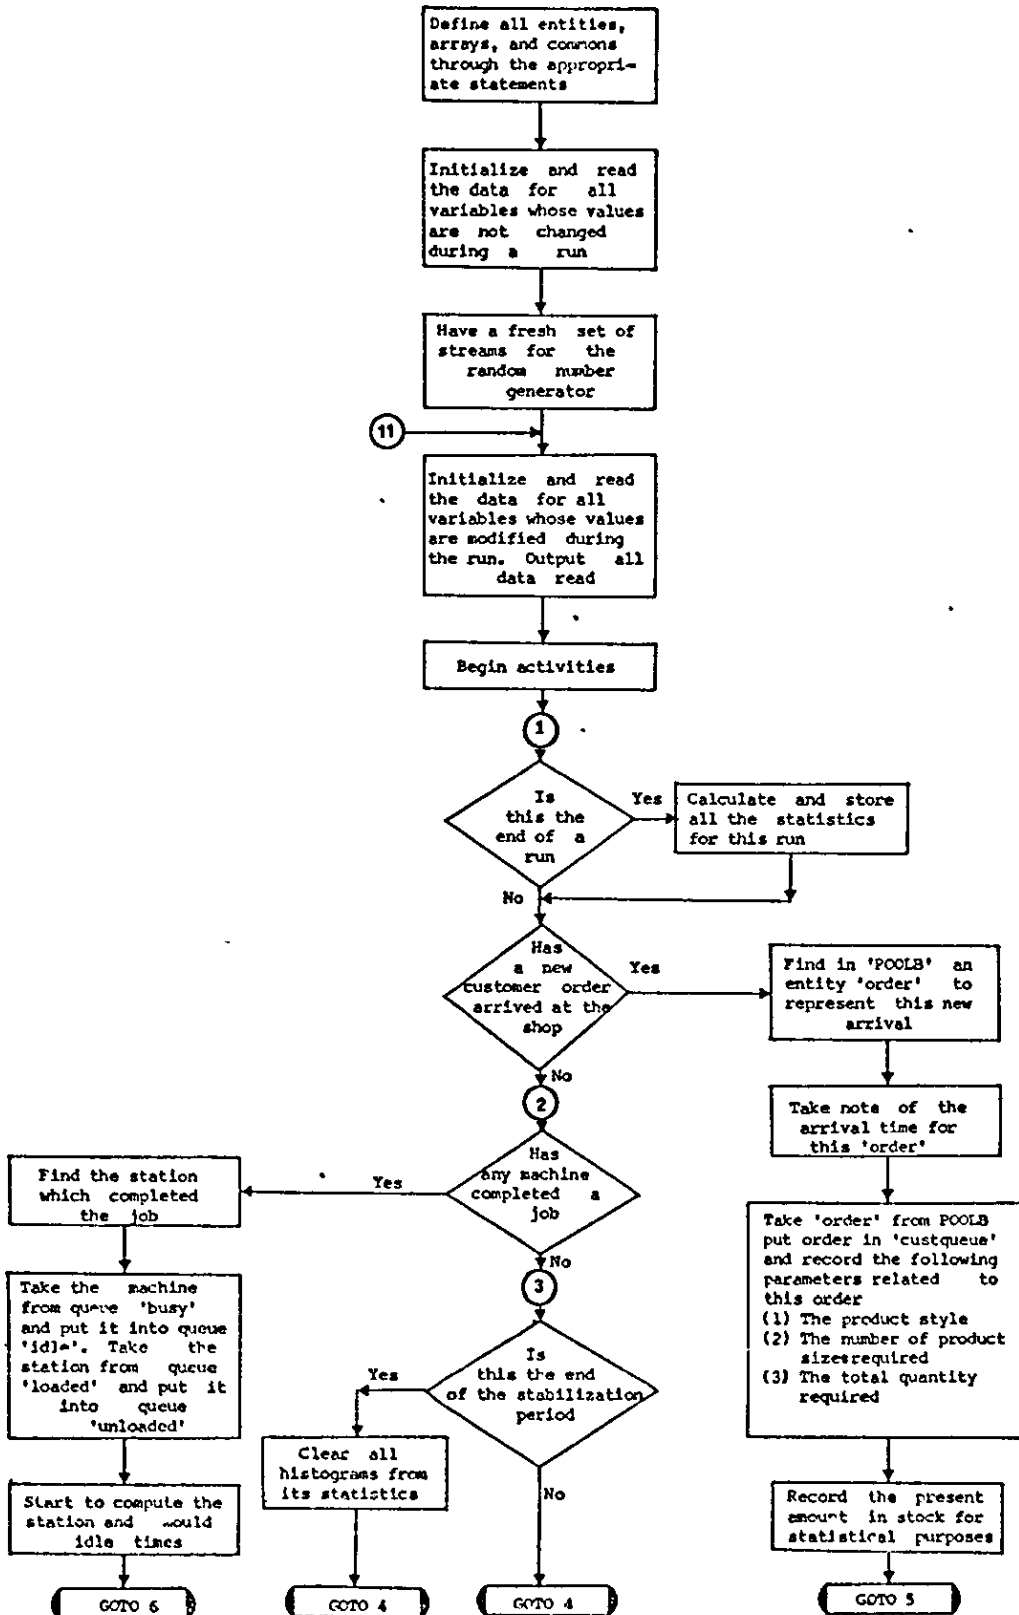 Define all entities,
arrays, and commons
through the appropri-
ate statements
Initialize and read
the data for all
variables whose values
are not changed
during a run
Have a fresh set of
streams for the
random number
generator
11
Initialize and read
the data for all
variables whose values
are modified during
the run. Output all
data read
Begin activities
1
Is
this the
end of a
run
Yes
Calculate and store
all the statistics
for this run
No
Has
a new
customer order
arrived at the
shop
Yes
Find in 'POOLB' an
entity 'order' to
represent this new
arrival
No
2
Take note of the
arrival time for
this 'order'
Has
any machine
completed a
job
Yes
Find the station
which completed
the job
No
3
Take 'order' from POOLB
put order in 'custqueue'
and record the following
parameters related to
this order
(1) The product style
(2) The number of product
sizes required
(3) The total quantity
required
Take the machine
from queue 'busy'
and put it into queue
'idle'. Take the
station from queue
'loaded' and put it
into queue
'unloaded'
Is
this the end
of the stabilization
period
Yes
Clear all
histograms from
its statistics
No
Start to compute the
station and would
idle times
Record the present
amount in stock for
statistical purposes
GOTO 6
GOTO 4
GOTO 4
GOTO 5